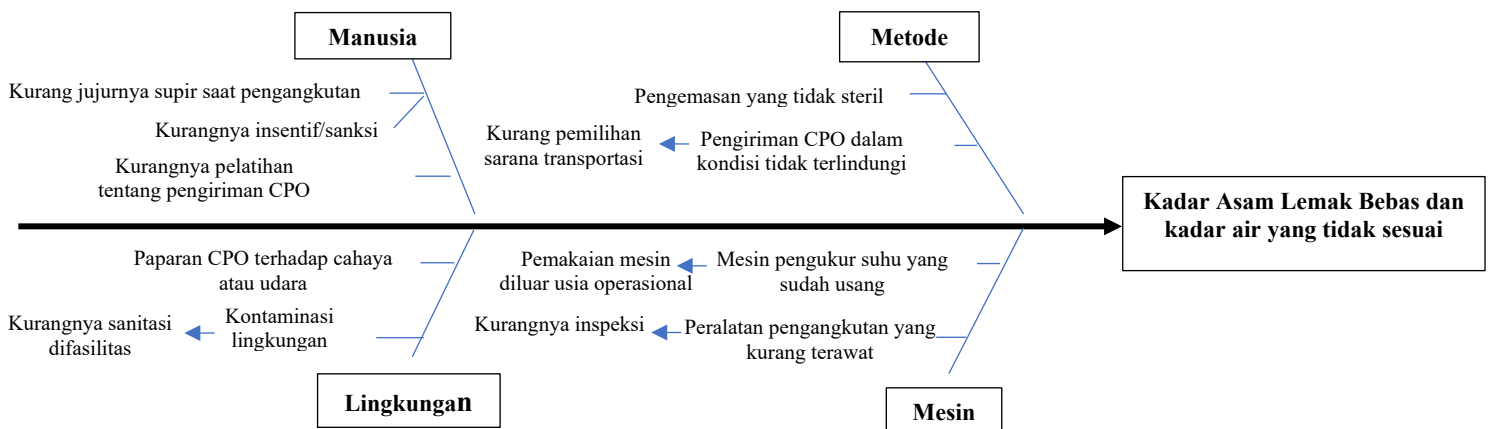 Manusia
Metode
Kurang jujurnya supir saat pengangkutan
Kurangnya insentif/sanksi
Kurangnya pelatihan
tentang pengiriman CPO
Pengemasan yang tidak steril
Kurang pemilihan
sarana transportasi
Pengiriman CPO dalam
kondisi tidak terlindungi
Kadar Asam Lemak Bebas dan
kadar air yang tidak sesuai
Paparan CPO terhadap cahaya
atau udara
Kontaminasi
lingkungan
Kurangnya sanitasi
difasilitas
Pemakaian mesin
diluar usia operasional
Mesin pengukur suhu yang
sudah usang
Kurangnya inspeksi
Peralatan pengangkutan yang
kurang terawat
Lingkungan
Mesin